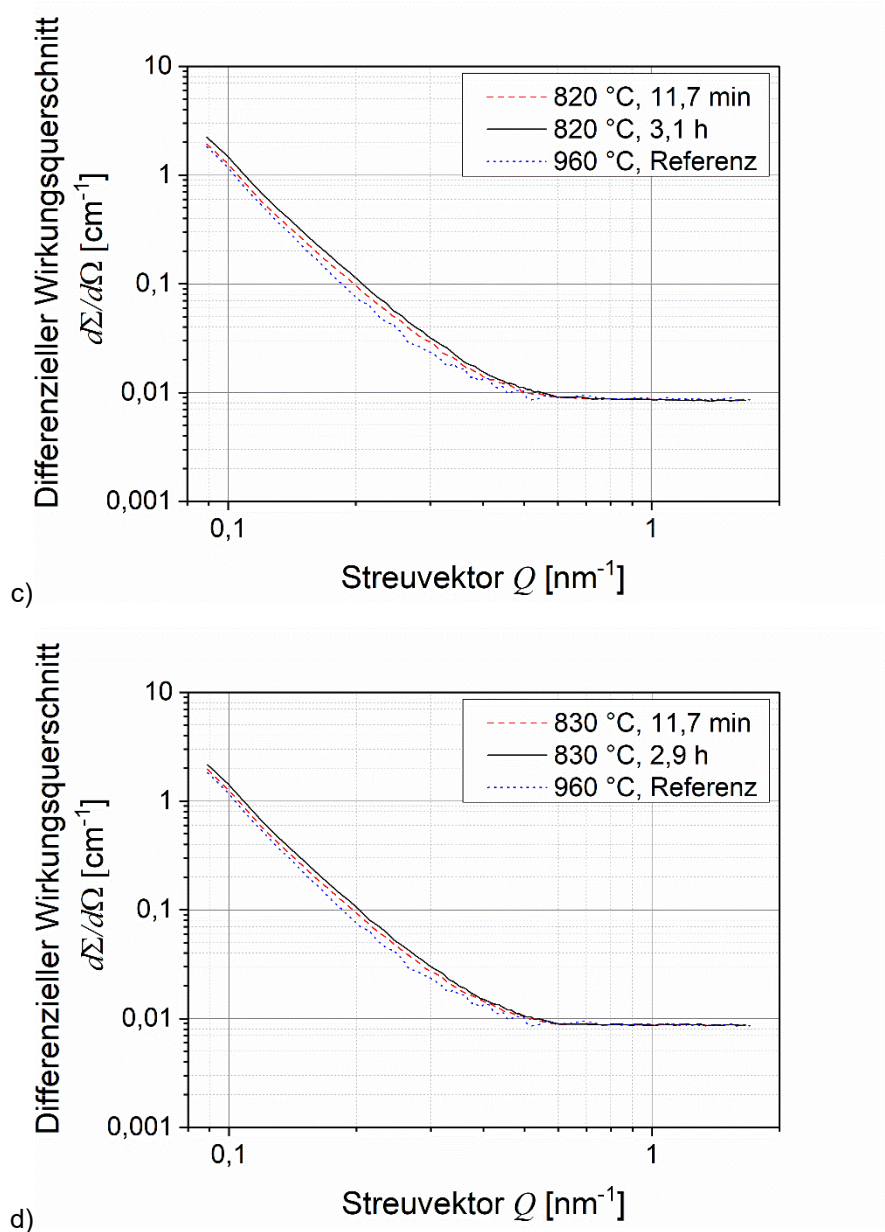 Differenzieller Wirkungsquerschnitt
dΣ/dΩ [cm⁻¹]
10
1
0,1
0,01
0,001
820 °C, 11,7 min
820 °C, 3,1 h
960 °C, Referenz
0,1
1
Streuvektor Q [nm⁻¹]
c)
Differenzieller Wirkungsquerschnitt
dΣ/dΩ [cm⁻¹]
10
1
0,1
0,01
0,001
830 °C, 11,7 min
830 °C, 2,9 h
960 °C, Referenz
0,1
1
Streuvektor Q [nm⁻¹]
d)